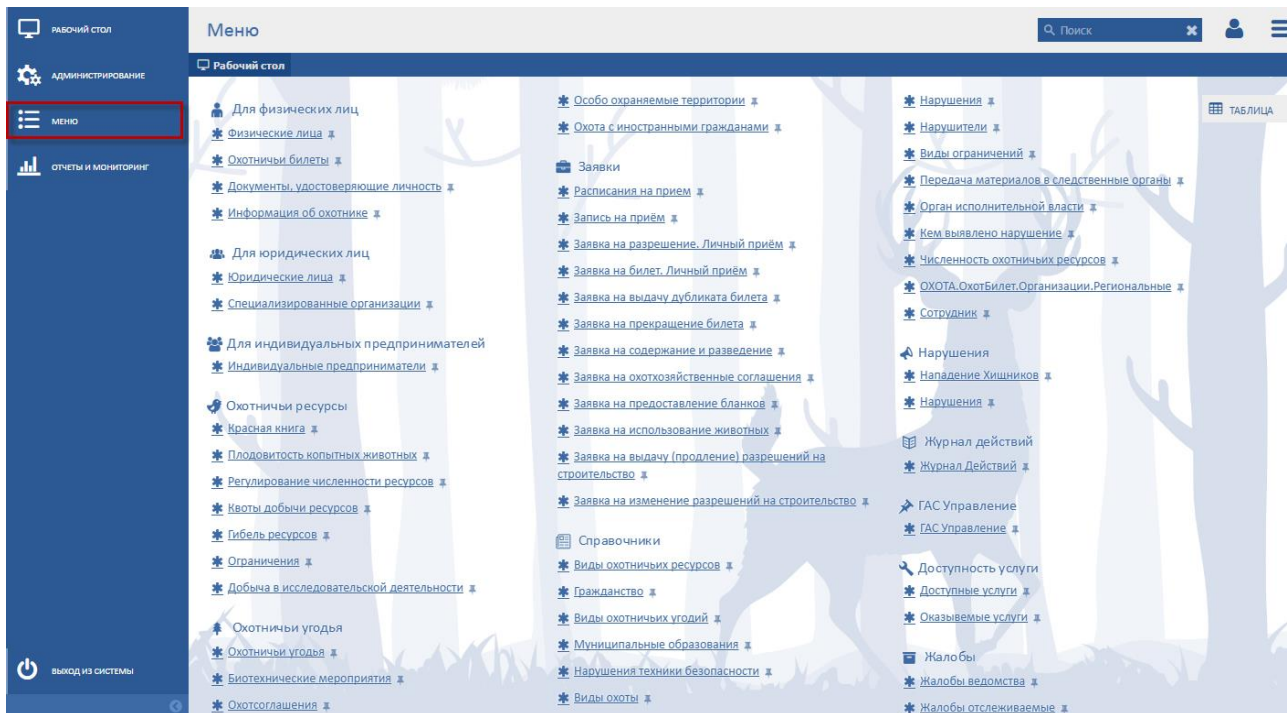 РАБОЧИЙ СТОЛ
АДМИНИСТРИРОВАНИЕ
МЕНЮ
ОТЧЕТЫ И МОНИТОРИНГ
ВЫХОД ИЗ СИСТЕМЫ
Меню
Поиск
Рабочий стол
ТАБЛИЦА
Для физических лиц
Физические лица
Охотничьи билеты
Документы, удостоверяющие личность
Информация об охотнике
Для юридических лиц
Юридические лица
Специализированные организации
Для индивидуальных предпринимателей
Индивидуальные предприниматели
Охотничьи ресурсы
Красная книга
Плодовитость копытных животных
Регулирование численности ресурсов
Квоты добычи ресурсов
Гибель ресурсов
Ограничения
Добыча в исследовательской деятельности
Охотничьи угодья
Охотничьи угодья
Биотехнические мероприятия
Охотсоглашения
Особо охраняемые территории
Охота с иностранными гражданами
Заявки
Расписания на прием
Запись на приём
Заявка на разрешение. Личный приём
Заявка на билет. Личный приём
Заявка на выдачу дубликата билета
Заявка на прекращение билета
Заявка на содержание и разведение
Заявка на охотхозяйственные соглашения
Заявка на предоставление бланков
Заявка на использование животных
Заявка на выдачу (продление) разрешений на
строительство
Заявка на изменение разрешений на строительство
Справочники
Виды охотничьих ресурсов
Гражданство
Виды охотничьих угодий
Муниципальные образования
Нарушения техники безопасности
Виды охоты
Нарушения
Нарушители
Виды ограничений
Передача материалов в следственные органы
Орган исполнительной власти
Кем выявлено нарушение
Численность охотничьих ресурсов
ОХОТА.ОхотБилет.Организации.Региональные
Сотрудник
Нарушения
Нападение Хищников
Нарушения
Журнал действий
Журнал Действий
ГАС Управление
ГАС Управление
Доступность услуги
Доступные услуги
Оказывемые услуги
Жалобы
Жалобы ведомства
Жалобы отслеживаемые